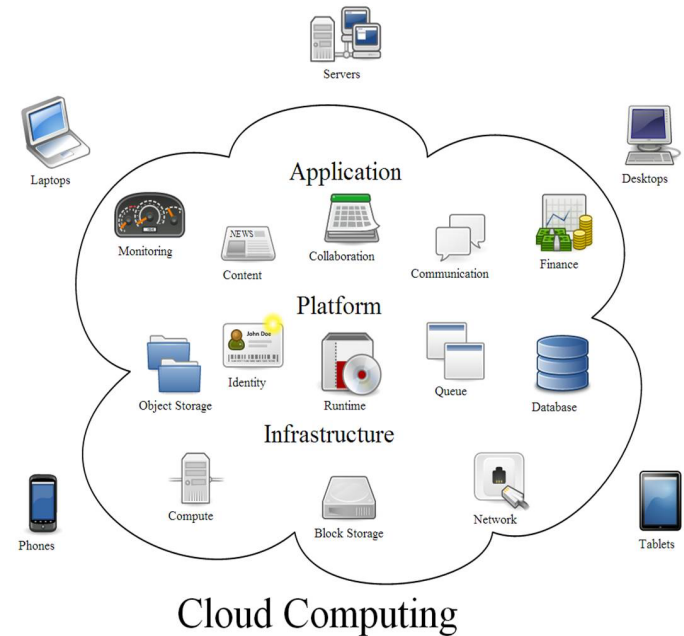 Servers
Laptops
Desktops
Application
Monitoring
NEWS
Content
Collaboration
Communication
Finance
Platform
John Doe
Object Storage
Identity
Runtime
Queue
Database
Infrastructure
Compute
Block Storage
Network
Phones
Tablets
Cloud Computing